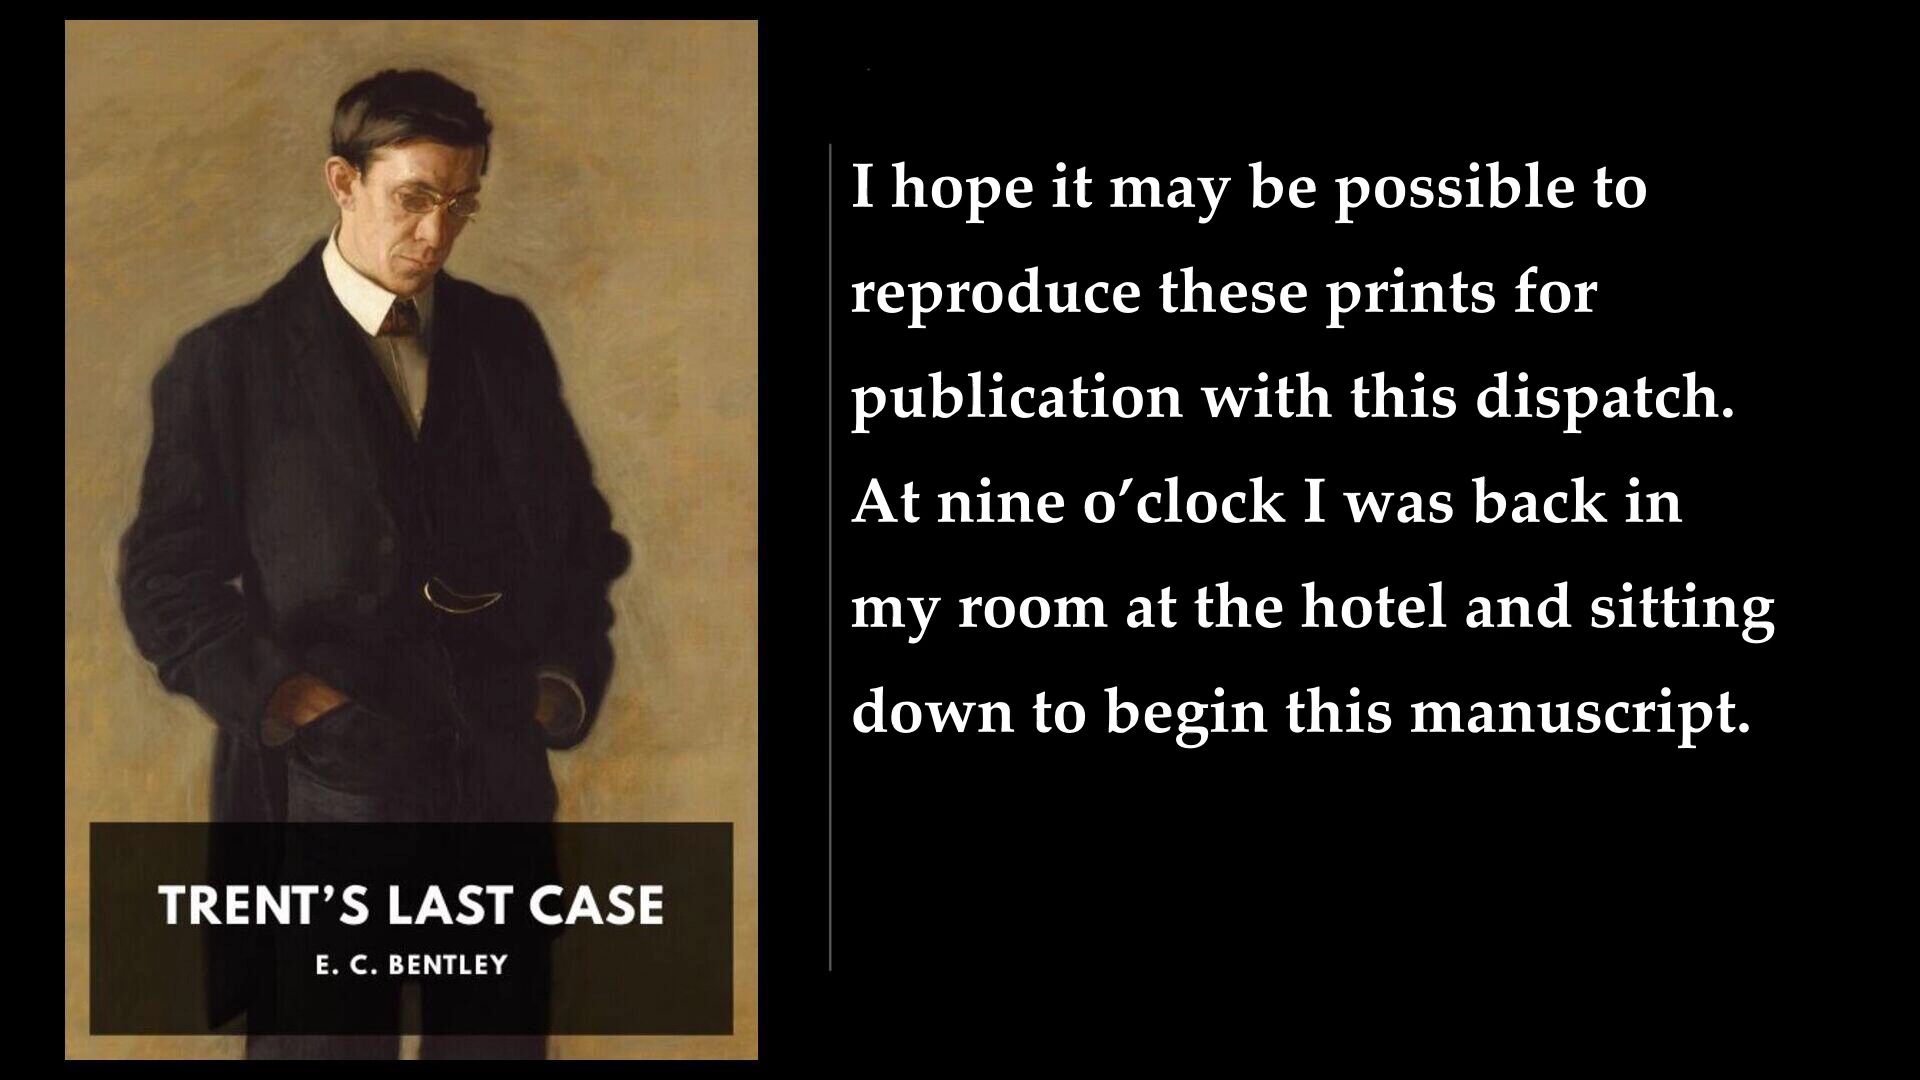 I hope it may be possible to
reproduce these prints for
publication with this dispatch.
At nine o’clock I was back in
my room at the hotel and sitting
down to begin this manuscript.
TRENT’S LAST CASE
E. C. BENTLEY